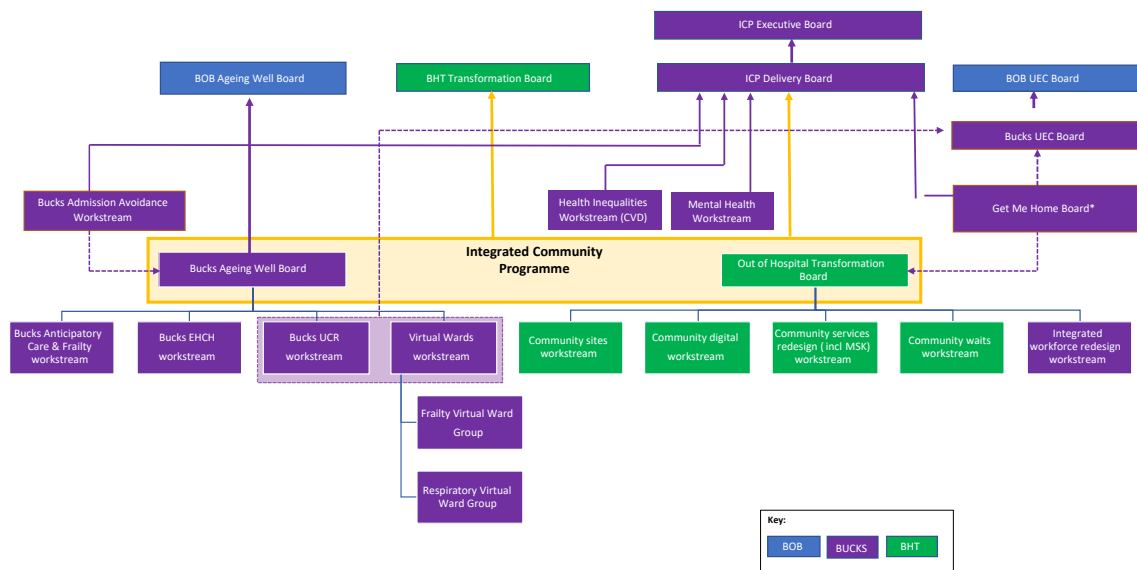 ICP Executive Board
BOB Ageing Well Board
BHT Transformation Board
ICP Delivery Board
BOB UEC Board
Bucks UEC Board
Bucks Admission Avoidance
Workstream
Health Inequalities
Workstream (CVD)
Mental Health
Workstream
Get Me Home Board*
Integrated Community
Programme
Bucks Ageing Well Board
Out of Hospital Transformation
Board
Bucks Anticipatory
Care & Frailty
workstream
Bucks EHCH
workstream
Bucks UCR
workstream
Virtual Wards
workstream
Community sites
workstream
Community digital
workstream
Community services
redesign ( incl MSK)
workstream
Community waits
workstream
Integrated
workforce redesign
workstream
Frailty Virtual Ward
Group
Respiratory Virtual
Ward Group
Key:
BOB
BUCKS
BHT